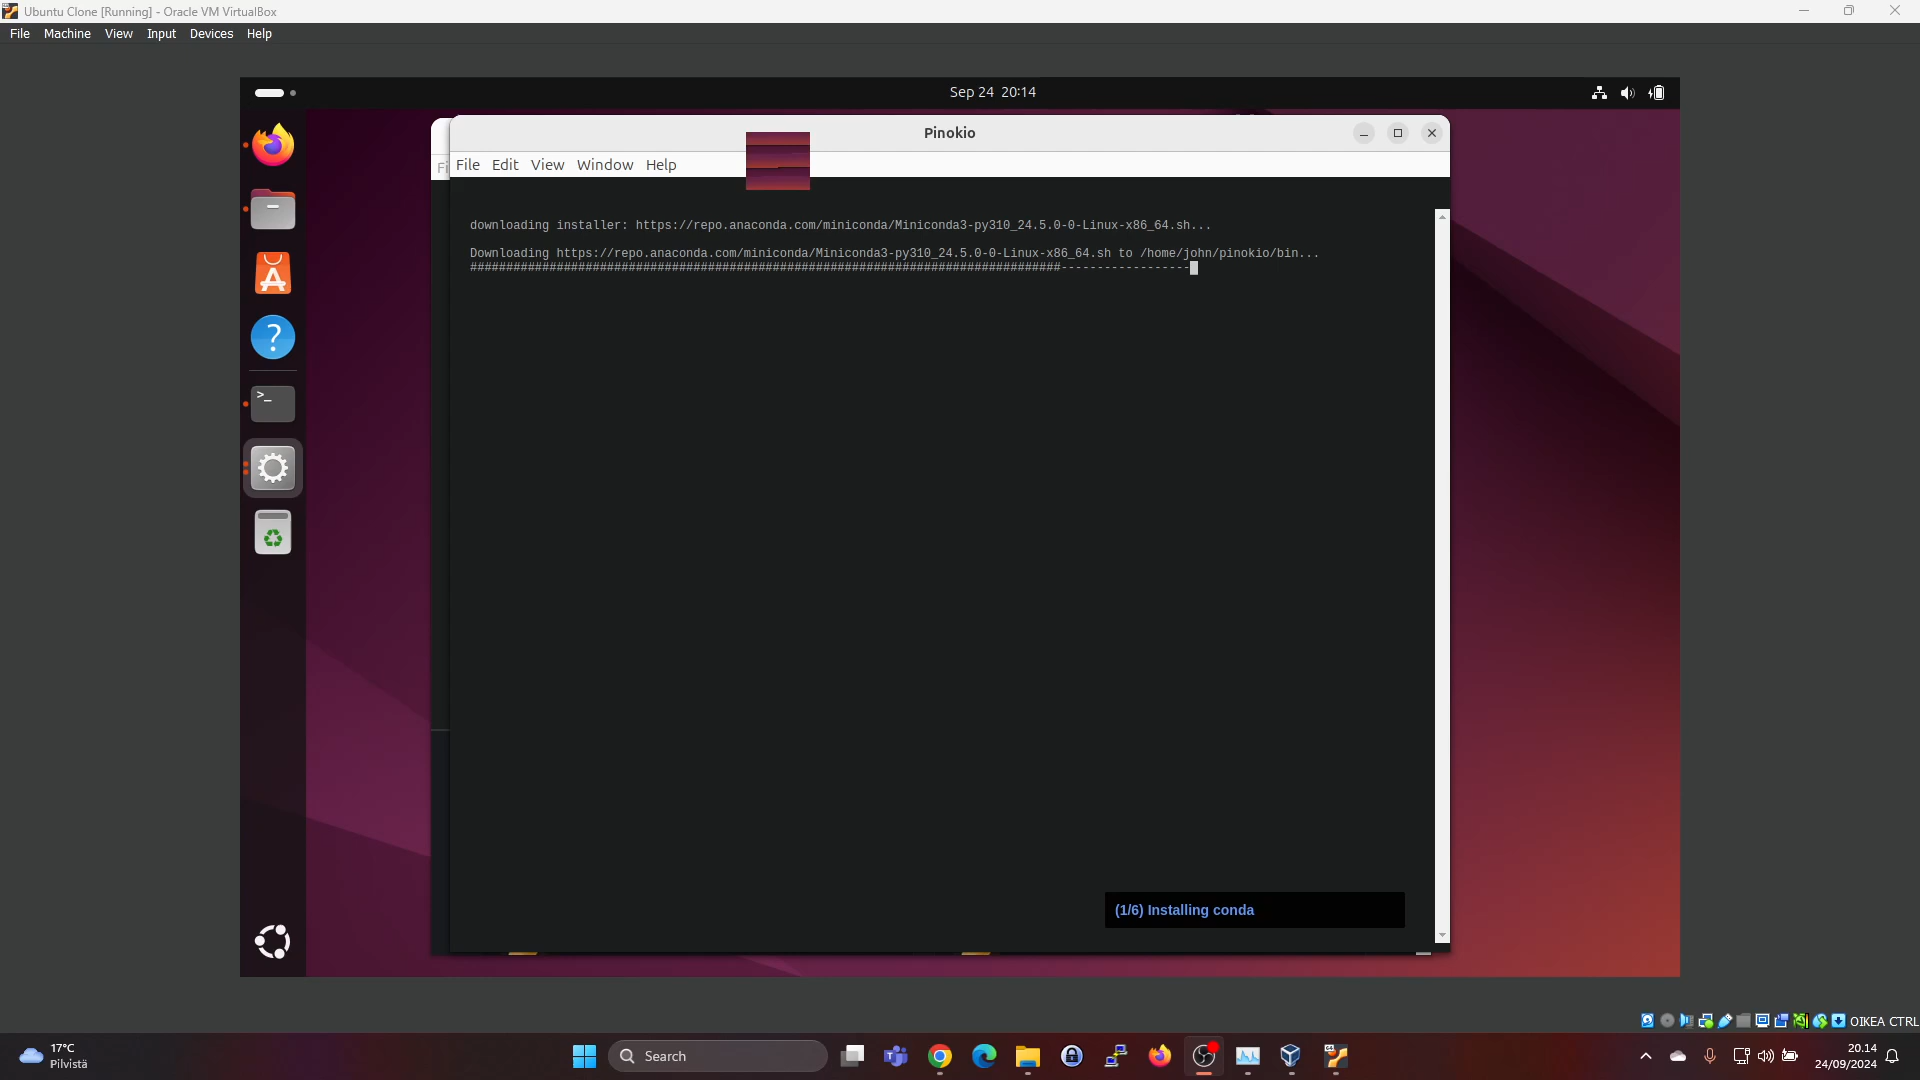 Ubuntu Clone [Running] - Oracle VM VirtualBox
File Machine View Input Devices Help
Sep 24 20:14
Pinokio
Fi
File Edit View Window Help
downloading installer: https://repo.anaconda.com/miniconda/Miniconda3-py310_24.5.0-0-Linux-x86_64.sh...
Downloading https://repo.anaconda.com/miniconda/Miniconda3-py310_24.5.0-0-Linux-x86_64.sh to /home/john/pinokio/bin...
##################################################################################------------------
(1/6) Installing conda
OIKEA CTRL
17°C
Pilvistä
Search
20.14
24/09/2024